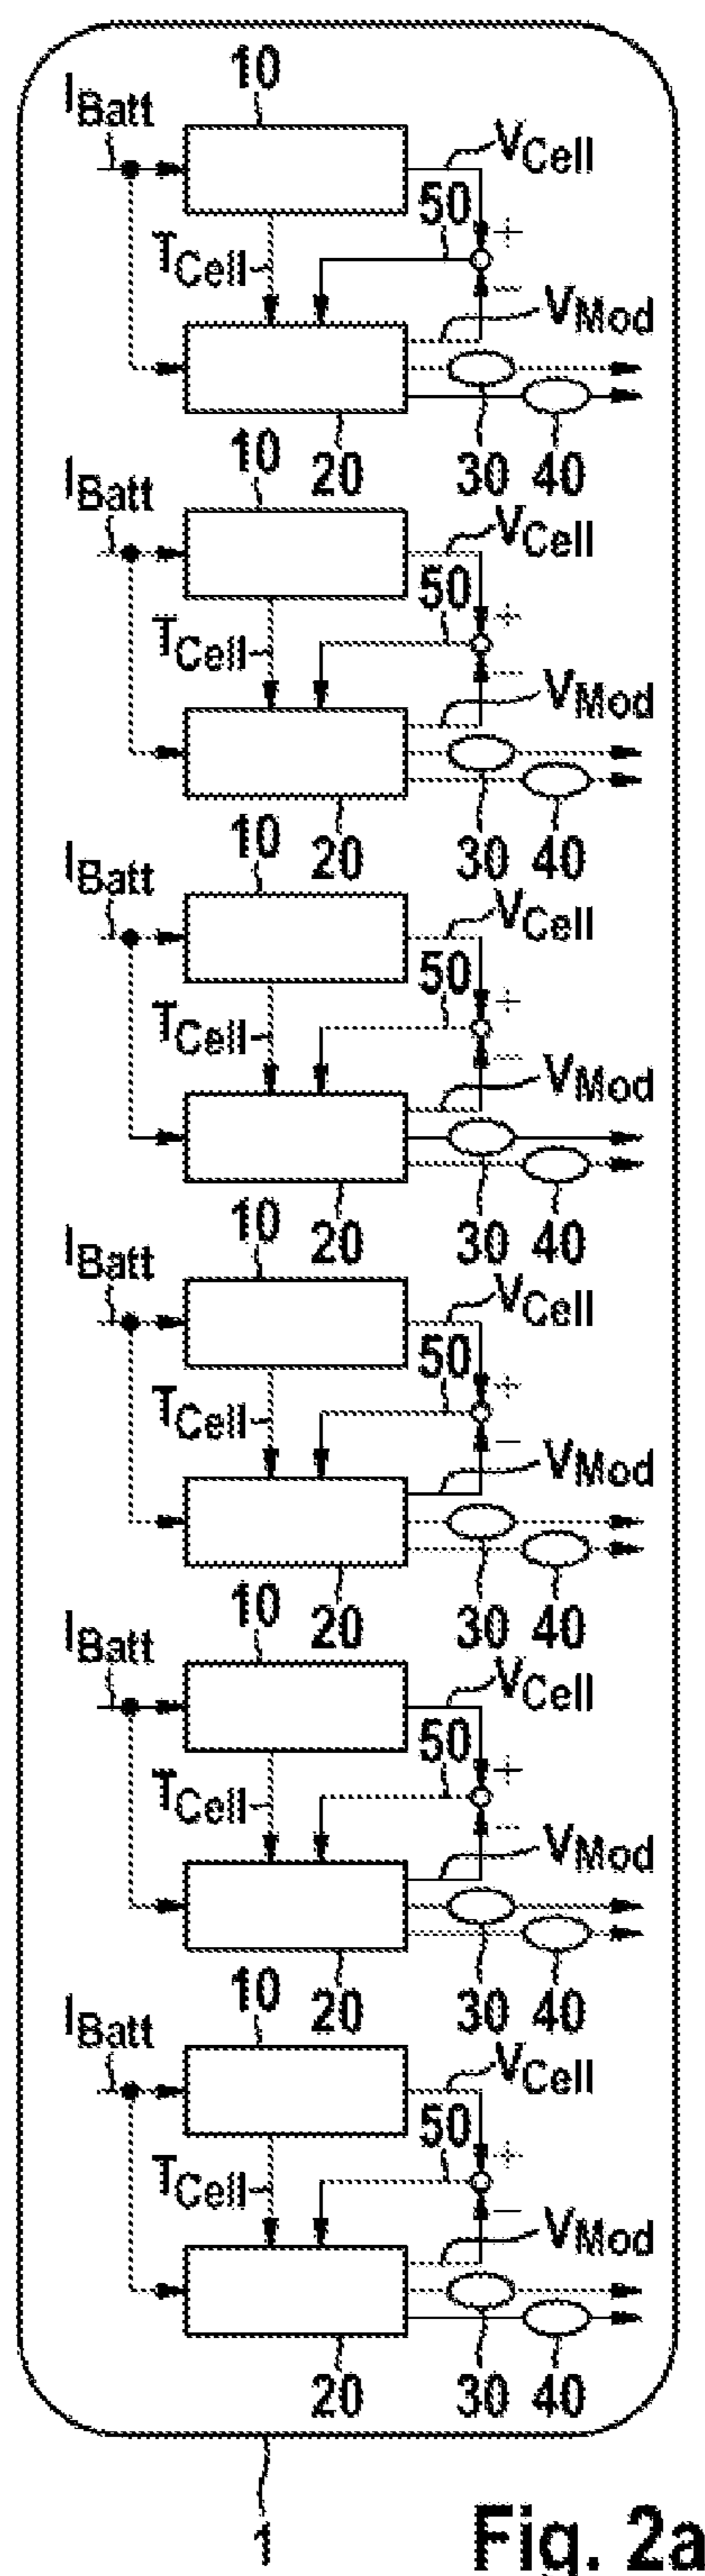 10
I_Batt
V_Cell
50
+
T_Cell
−
V_Mod
20 30 40
10
I_Batt
V_Cell
50
+
T_Cell
−
V_Mod
20 30 40
10
I_Batt
V_Cell
50
+
T_Cell
−
V_Mod
20 30 40
10
I_Batt
V_Cell
50
+
T_Cell
−
V_Mod
20 30 40
10
I_Batt
V_Cell
50
+
T_Cell
−
V_Mod
20 30 40
10
I_Batt
V_Cell
50
+
T_Cell
−
V_Mod
20 30 40
1
Fig. 2a